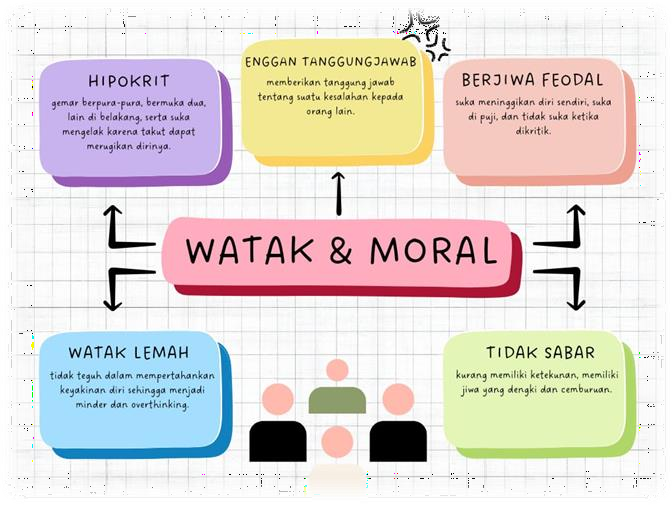 HIPOKRIT
gemar berpura-pura, bermuka dua,
lain di belakang, serta suka
mengelak karena takut dapat
merugikan dirinya.
ENGGAN TANGGUNGJAWAB
memberikan tanggung jawab
tentang suatu kesalahan kepada
orang lain.
BERJIWA FEODAL
suka meninggikan diri sendiri, suka
di puji, dan tidak suka ketika
dikritik.
WATAK & MORAL
WATAK LEMAH
tidak teguh dalam mempertahankan
keyakinan diri sehingga menjadi
minder dan overthinking.
TIDAK SABAR
kurang memiliki ketekunan, memiliki
jiwa yang dengki dan cemburuan.